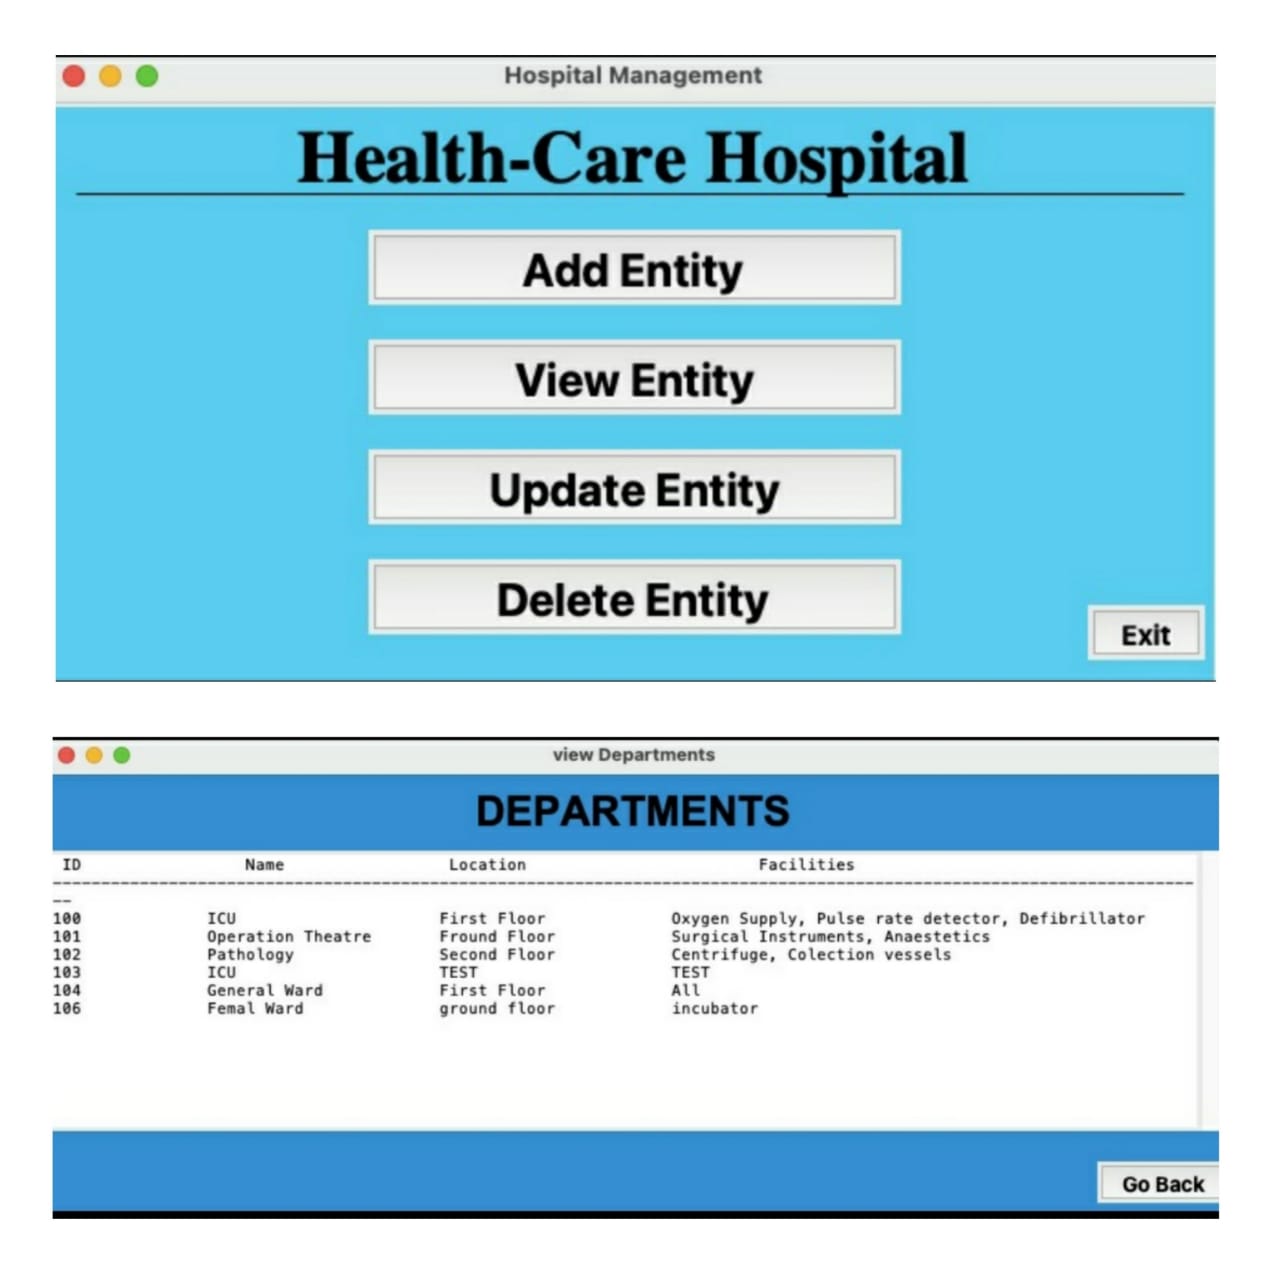 Hospital Management
Health-Care Hospital
Add Entity
View Entity
Update Entity
Delete Entity
Exit
view Departments
DEPARTMENTS
ID Name Location Facilities
--------------------------------------------------------------------------------------------------------------------
--
100 ICU First Floor Oxygen Supply, Pulse rate detector, Defibrillator
101 Operation Theatre Fround Floor Surgical Instruments, Anaestetics
102 Pathology Second Floor Centrifuge, Colection vessels
103 ICU TEST TEST
104 General Ward First Floor All
106 Femal Ward ground floor incubator
Go Back